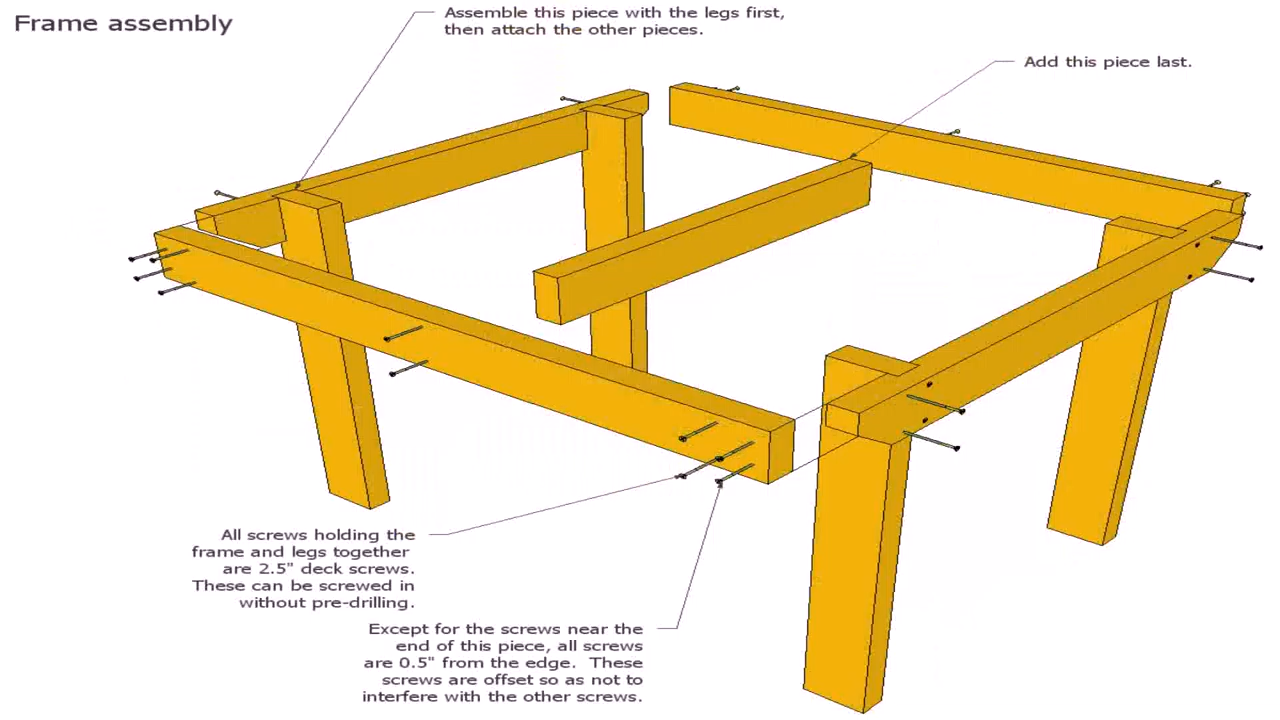 Frame assembly
Assemble this piece with the legs first,
then attach the other pieces.
Add this piece last.
All screws holding the
frame and legs together
are 2.5" deck screws.
These can be screwed in
without pre-drilling.
Except for the screws near the
end of this piece, all screws
are 0.5" from the edge. These
screws are offset so as not to
interfere with the other screws.